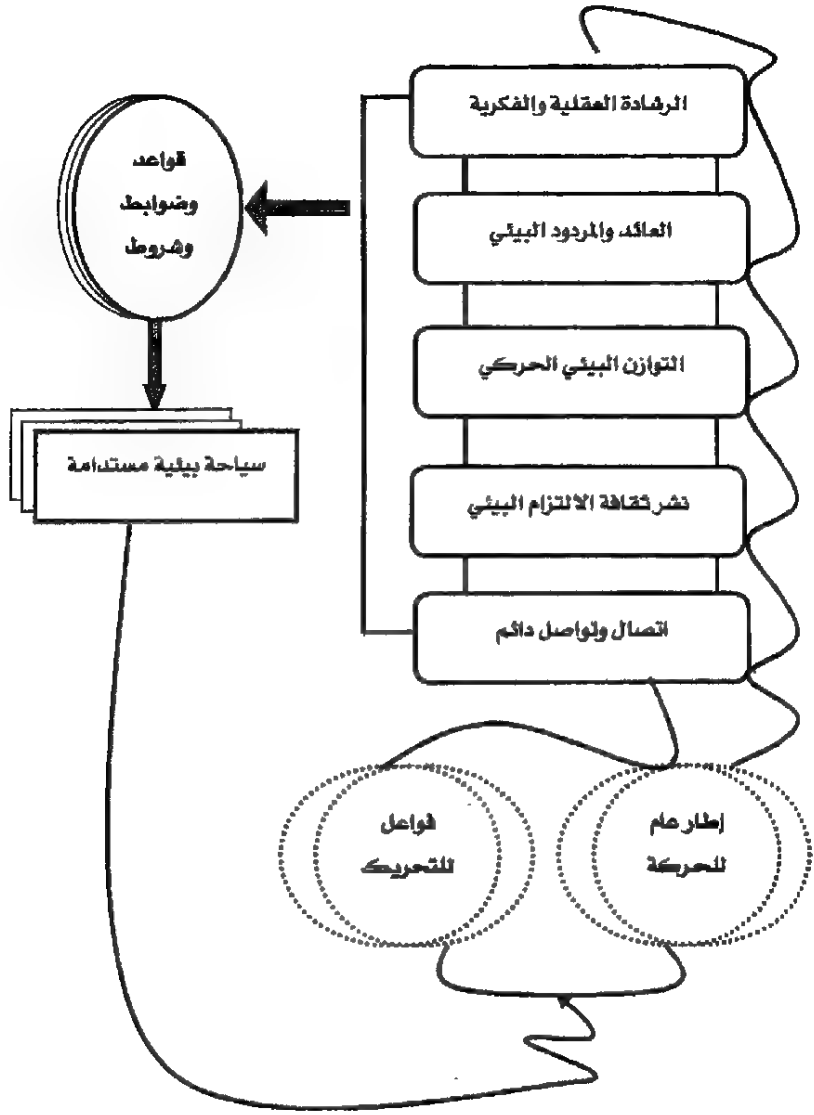 الرشادة العقلية والفكرية
العائد والمردود البيئي
التوازن البيئي الحركي
نشر ثقافة الالتزام البيئي
اتصال وتواصل دائم
قواعد
وضوابط
وشروط
سياحة بيئية مستدامة
إطار عام
للحركة
فواعل
للتحريك